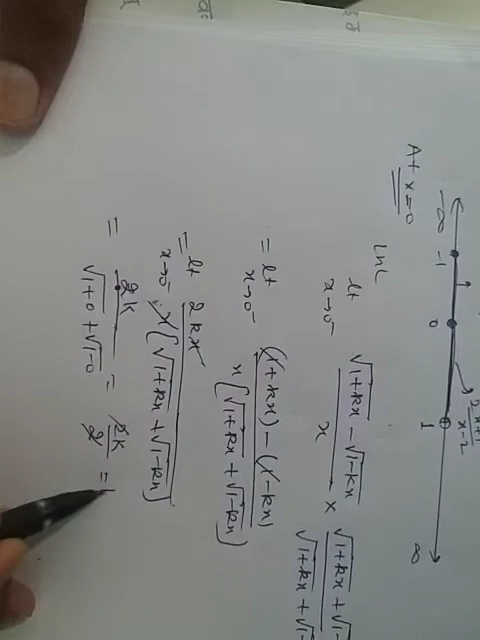 -∞ -1 0 1 ∞
(2x+1)/(x-2)
At x=0
LHL
lt x→0⁻ (√(1+kx) - √(1-kx))/x × (√(1+kx) + √(1-
/(√(1+kx) + √(1-
= lt x→0⁻ ((1+kx) - (1-kx))/(x(√(1+kx) + √(1-kx)))
= lt x→0⁻ 2kx/(x(√(1+kx) + √(1-kx)))
= 2k/(√(1+0) + √(1-0)) = 2k/2 =